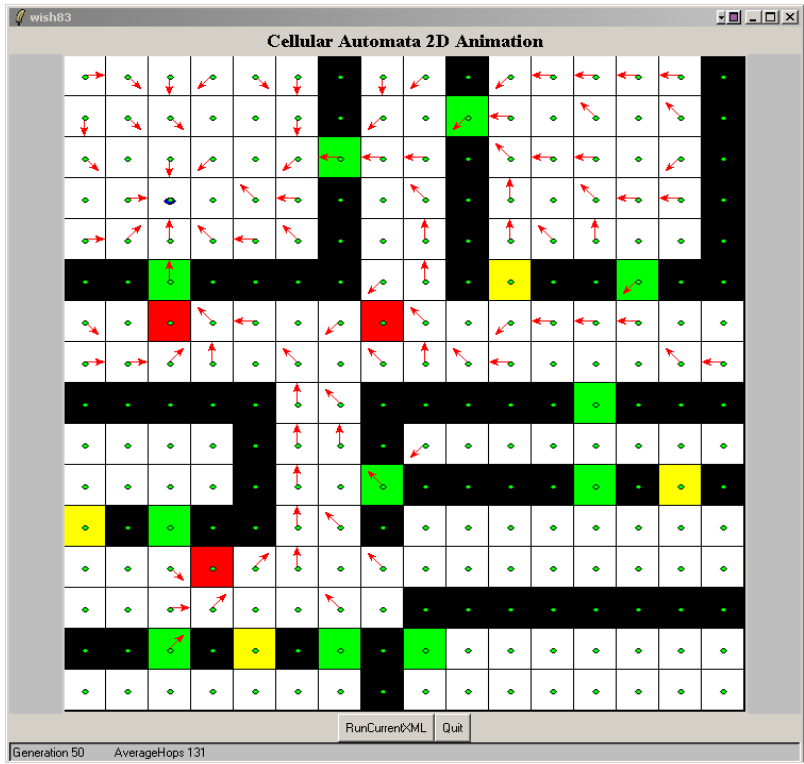 wish83
Cellular Automata 2D Animation
RunCurrentXML Quit
Generation 50 AverageHops 131